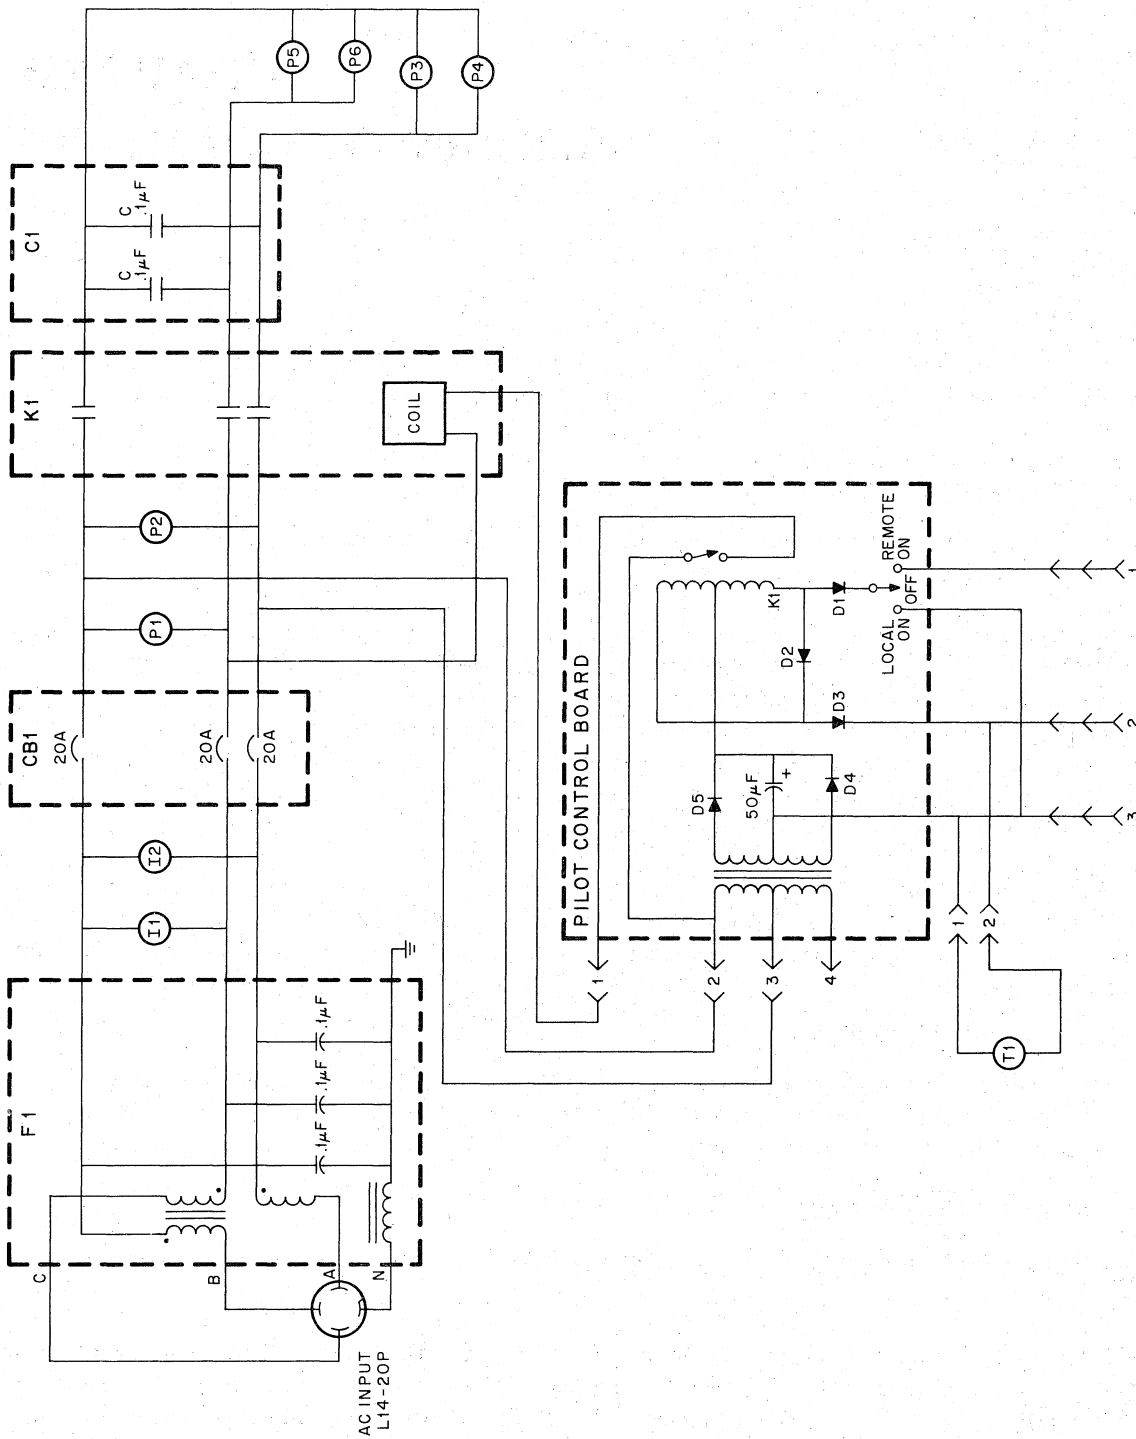 P5
P6
P3
P4
C1
C
.1µF
C
.1µF
K1
COIL
P2
P1
CB1
20A
20A
20A
I2
I1
F1
.1µF
.1µF
.1µF
C
B
A
N
AC INPUT
L14-20P
PILOT CONTROL BOARD
K1
D1
D2
D3
D4
D5
50µF
+
REMOTE
ON
OFF
LOCAL
ON
1
2
3
4
1
2
T1
1
2
3